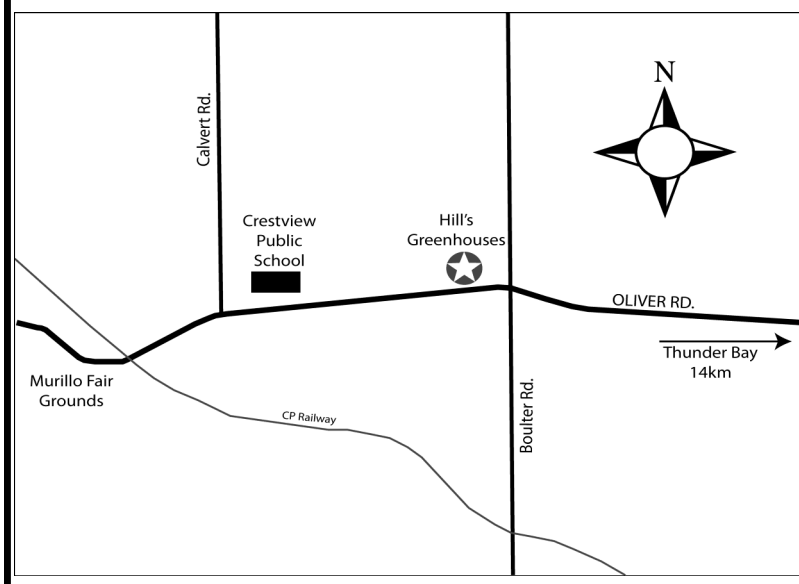 N
Calvert Rd.
Crestview
Public
School
Hill's
Greenhouses
OLIVER RD.
Thunder Bay
14km
Murillo Fair
Grounds
CP Railway
Boulter Rd.